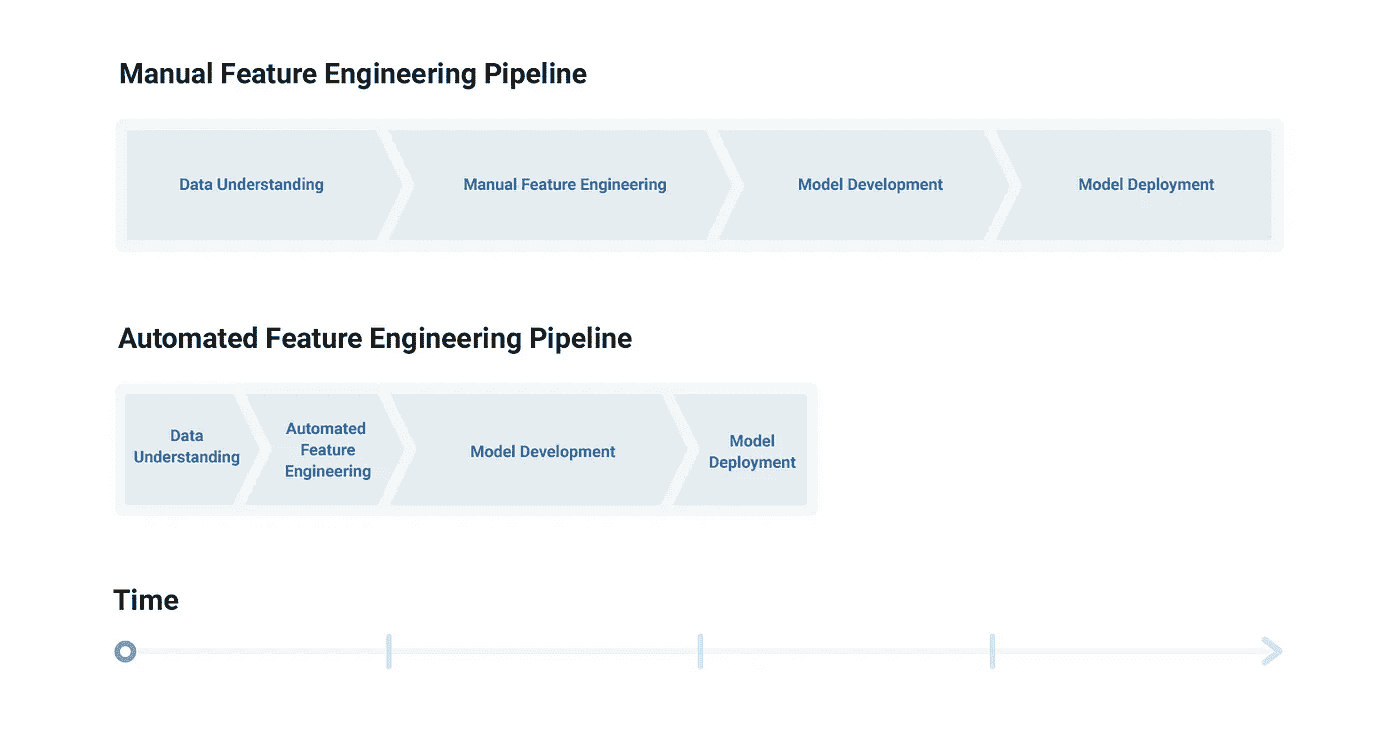 Manual Feature Engineering Pipeline
Data Understanding
Manual Feature Engineering
Model Development
Model Deployment
Automated Feature Engineering Pipeline
Data
Understanding
Automated
Feature
Engineering
Model Development
Model
Deployment
Time